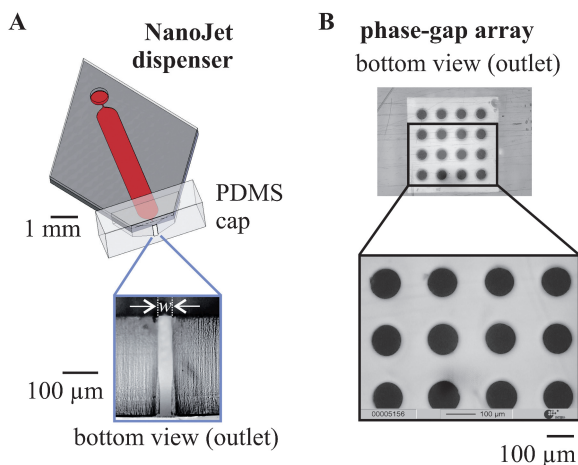 A
NanoJet
dispenser
PDMS
cap
1 mm
w
100 µm
bottom view (outlet)
B
phase-gap array
bottom view (outlet)
00005156
100 µm
100 µm